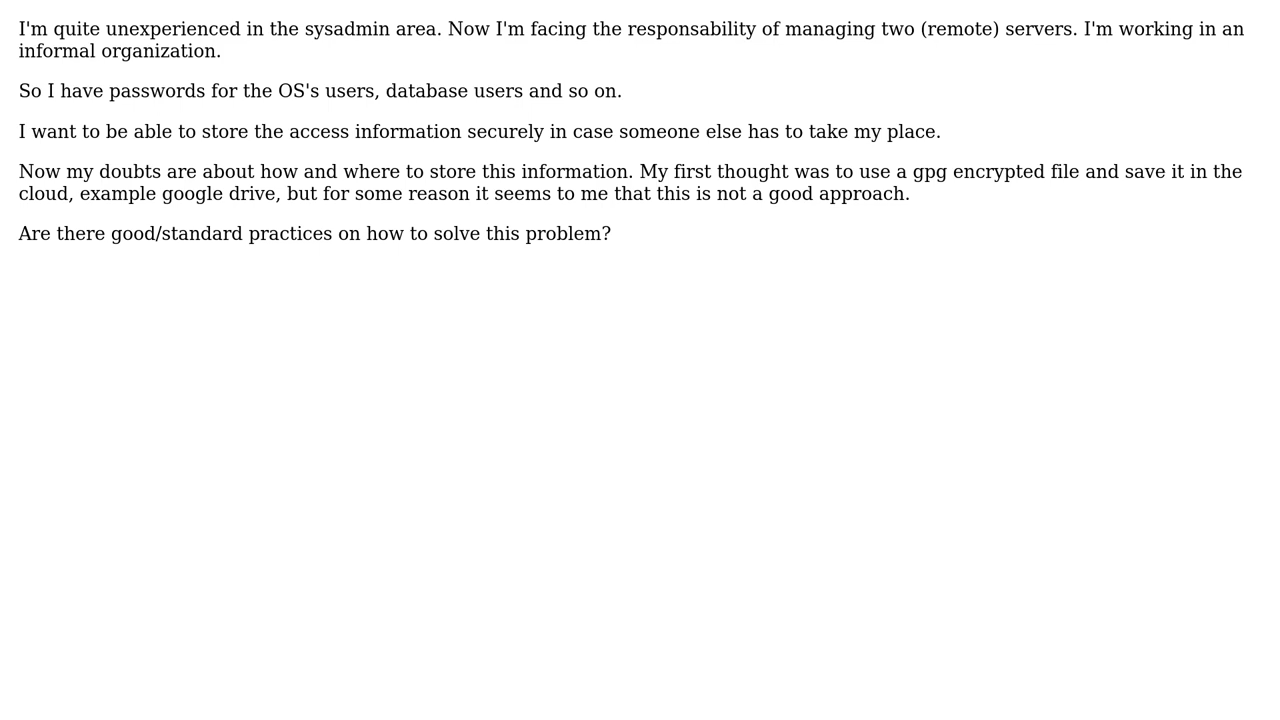 I'm quite unexperienced in the sysadmin area. Now I'm facing the responsability of managing two (remote) servers. I'm working in an
informal organization.
So I have passwords for the OS's users, database users and so on.
I want to be able to store the access information securely in case someone else has to take my place.
Now my doubts are about how and where to store this information. My first thought was to use a gpg encrypted file and save it in the
cloud, example google drive, but for some reason it seems to me that this is not a good approach.
Are there good/standard practices on how to solve this problem?